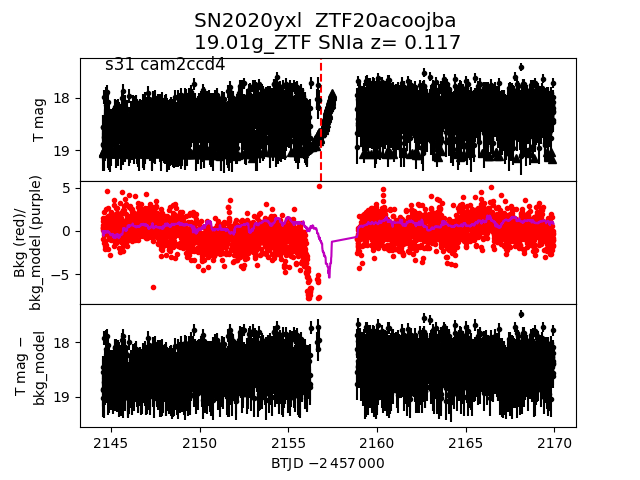 SN2020yxl  ZTF20acoojba
19.01g_ZTF SNIa z= 0.117
s31 cam2ccd4
T mag
18
19
Bkg (red)/
bkg_model (purple)
5
0
−5
T mag −
bkg_model
18
19
2145 2150 2155 2160 2165 2170
BTJD −2 457 000